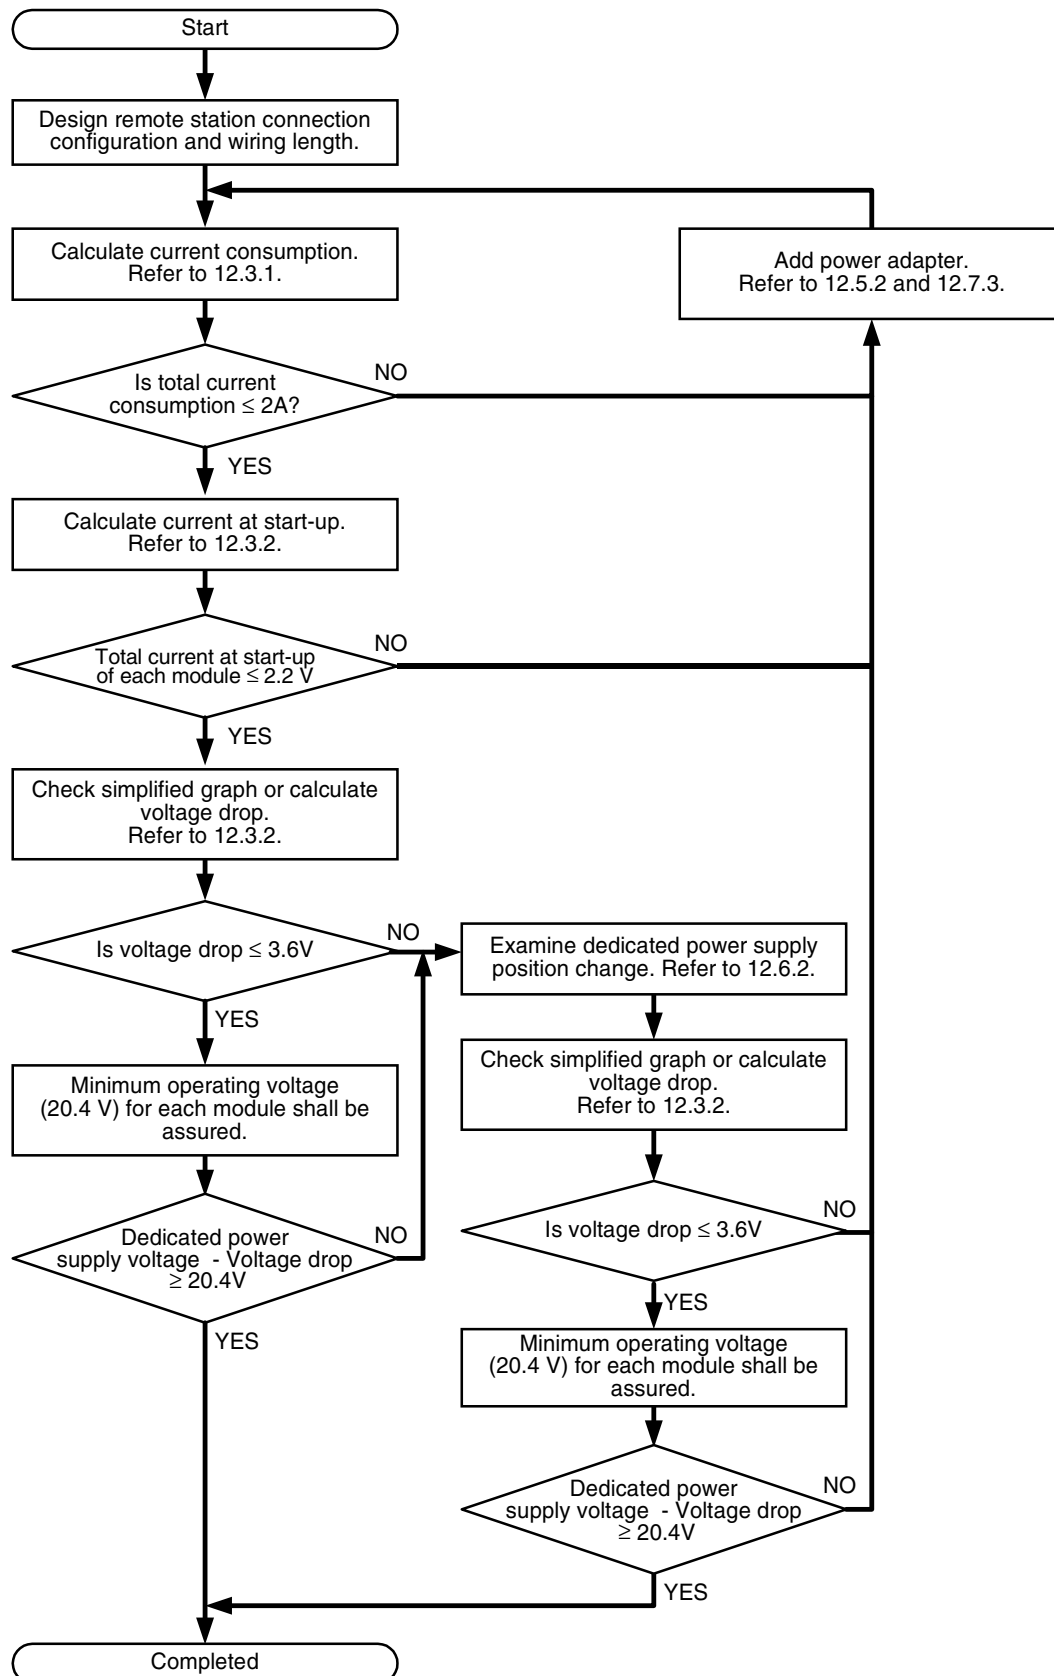 Start
Design remote station connection
configuration and wiring length.
Calculate current consumption.
Refer to 12.3.1.
Add power adapter.
Refer to 12.5.2 and 12.7.3.
Is total current
consumption ≤ 2A?
NO
YES
Calculate current at start-up.
Refer to 12.3.2.
Total current at start-up
of each module ≤ 2.2 V
NO
YES
Check simplified graph or calculate
voltage drop.
Refer to 12.3.2.
Is voltage drop ≤ 3.6V
NO
YES
Minimum operating voltage
(20.4 V) for each module shall be
assured.
Dedicated power
supply voltage - Voltage drop
≥ 20.4V
NO
YES
Examine dedicated power supply
position change. Refer to 12.6.2.
Check simplified graph or calculate
voltage drop.
Refer to 12.3.2.
Is voltage drop ≤ 3.6V
NO
YES
Minimum operating voltage
(20.4 V) for each module shall be
assured.
Dedicated power
supply voltage - Voltage drop
≥ 20.4V
NO
YES
Completed